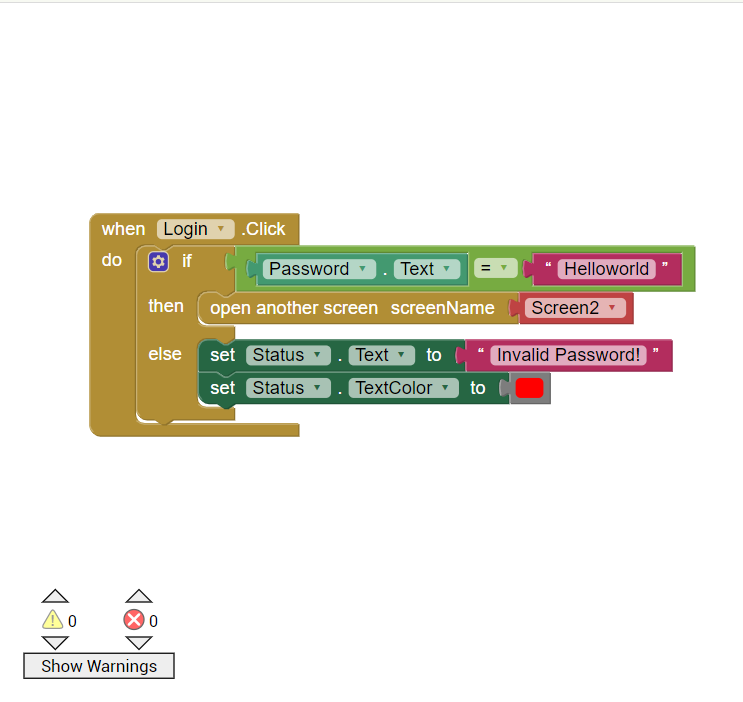 when Login .Click
do if Password . Text = “ Helloworld ”
then open another screen screenName Screen2
else set Status . Text to “ Invalid Password! ”
set Status . TextColor to
0 0
Show Warnings